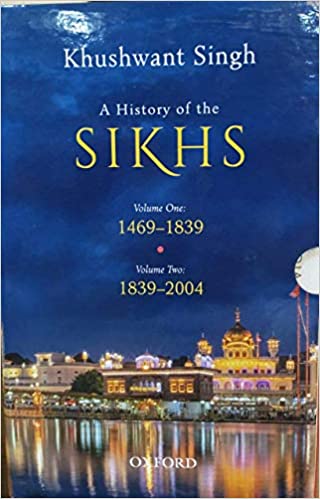 Khushwant Singh
A History of the
SIKHS
Volume One:
1469–1839
Volume Two:
1839–2004
OXFORD